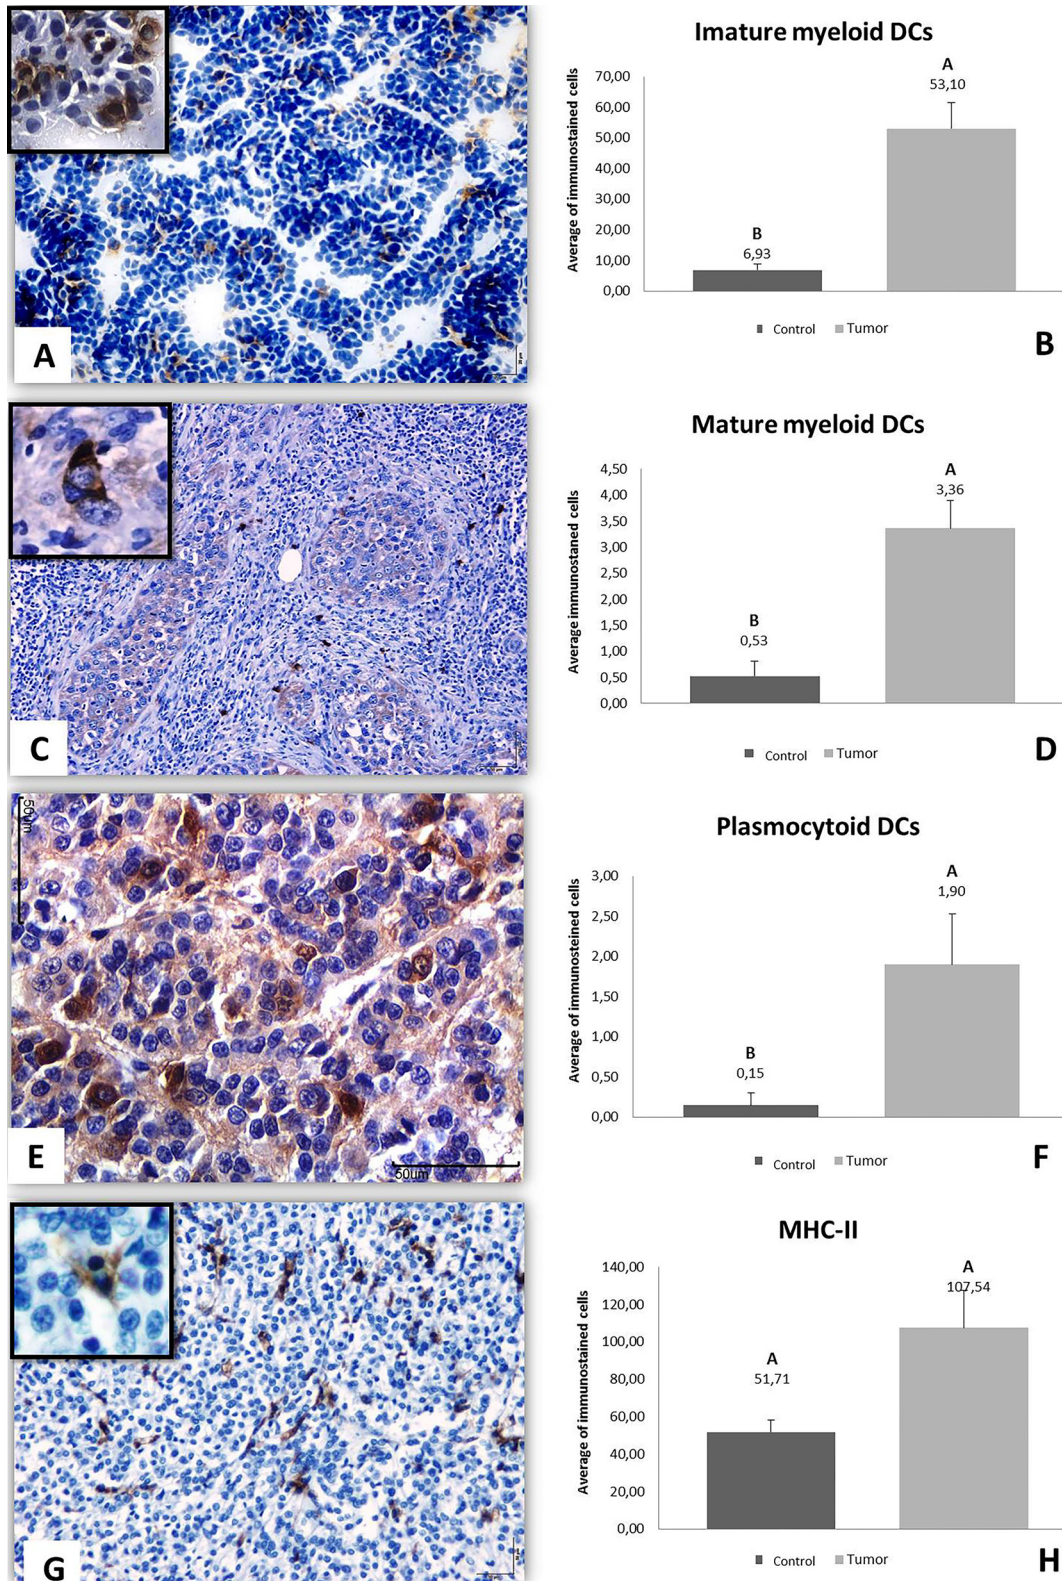 Imature myeloid DCs
Average of immunostained cells
70,00
60,00
50,00
40,00
30,00
20,00
10,00
0,00
B
6,93
A
53,10
Control Tumor
A
B
Mature myeloid DCs
Average immunostaned cells
4,50
4,00
3,50
3,00
2,50
2,00
1,50
1,00
0,50
0,00
B
0,53
A
3,36
Control Tumor
C
D
50um
Plasmocytoid DCs
Average of immunosteined cells
3,00
2,50
2,00
1,50
1,00
0,50
0,00
B
0,15
A
1,90
Control Tumor
E
50um
F
MHC-II
Average of immunostained cells
140,00
120,00
100,00
80,00
60,00
40,00
20,00
0,00
A
51,71
A
107,54
Control Tumor
G
H